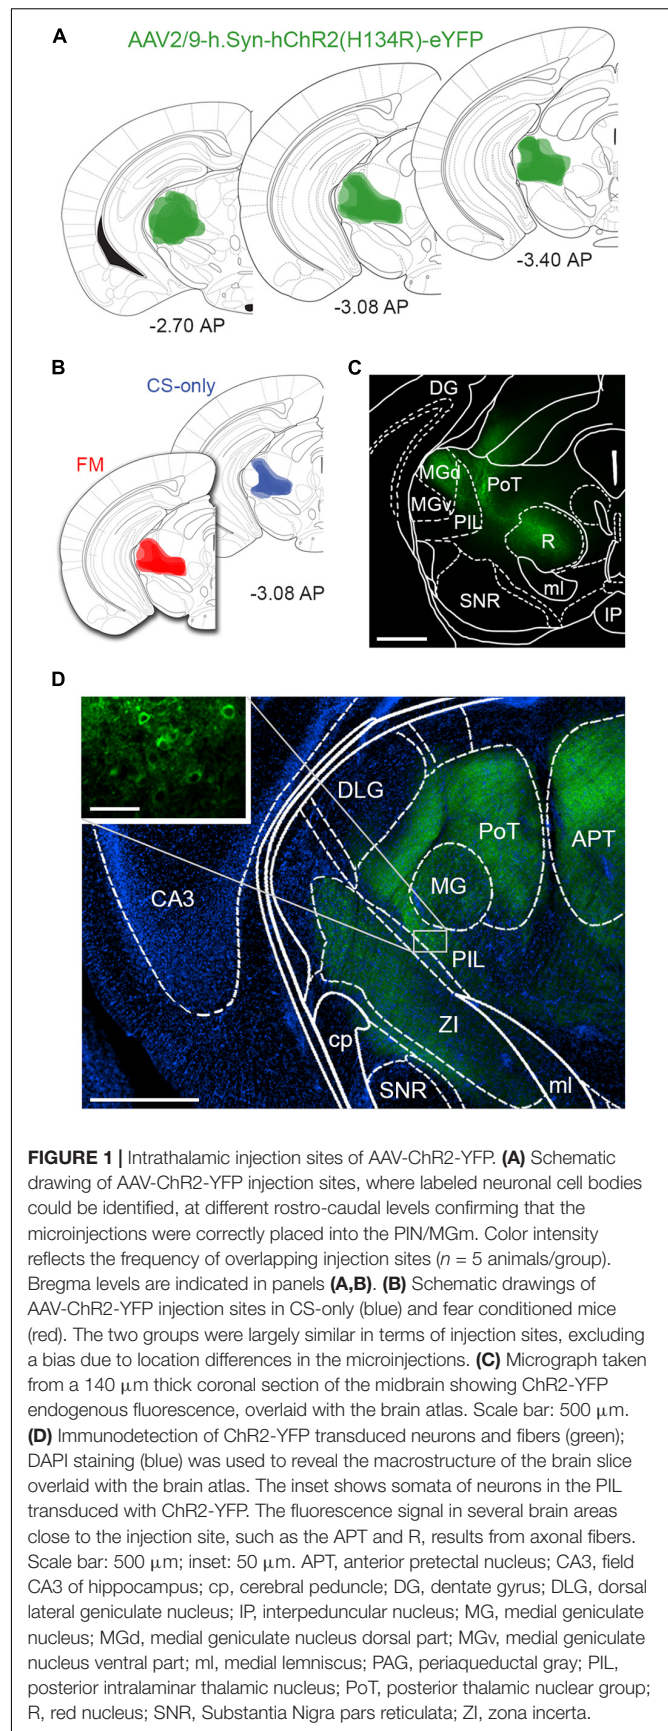 A
AAV2/9-h.Syn-hChR2(H134R)-eYFP
-2.70 AP
-3.08 AP
-3.40 AP
B
CS-only
FM
-3.08 AP
C
DG
MGd
PoT
MGv
PIL
R
SNR
ml
IP
D
DLG
PoT
APT
CA3
MG
PIL
ZI
cp
SNR
ml
FIGURE 1 | Intrathalamic injection sites of AAV-ChR2-YFP. (A) Schematic
drawing of AAV-ChR2-YFP injection sites, where labeled neuronal cell bodies
could be identified, at different rostro-caudal levels confirming that the
microinjections were correctly placed into the PIN/MGm. Color intensity
reflects the frequency of overlapping injection sites (n = 5 animals/group).
Bregma levels are indicated in panels (A,B). (B) Schematic drawings of
AAV-ChR2-YFP injection sites in CS-only (blue) and fear conditioned mice
(red). The two groups were largely similar in terms of injection sites, excluding
a bias due to location differences in the microinjections. (C) Micrograph taken
from a 140 μm thick coronal section of the midbrain showing ChR2-YFP
endogenous fluorescence, overlaid with the brain atlas. Scale bar: 500 μm.
(D) Immunodetection of ChR2-YFP transduced neurons and fibers (green);
DAPI staining (blue) was used to reveal the macrostructure of the brain slice
overlaid with the brain atlas. The inset shows somata of neurons in the PIL
transduced with ChR2-YFP. The fluorescence signal in several brain areas
close to the injection site, such as the APT and R, results from axonal fibers.
Scale bar: 500 μm; inset: 50 μm. APT, anterior pretectal nucleus; CA3, field
CA3 of hippocampus; cp, cerebral peduncle; DG, dentate gyrus; DLG, dorsal
lateral geniculate nucleus; IP, interpeduncular nucleus; MG, medial geniculate
nucleus; MGd, medial geniculate nucleus dorsal part; MGv, medial geniculate
nucleus ventral part; ml, medial lemniscus; PAG, periaqueductal gray; PIL,
posterior intralaminar thalamic nucleus; PoT, posterior thalamic nuclear group;
R, red nucleus; SNR, Substantia Nigra pars reticulata; ZI, zona incerta.